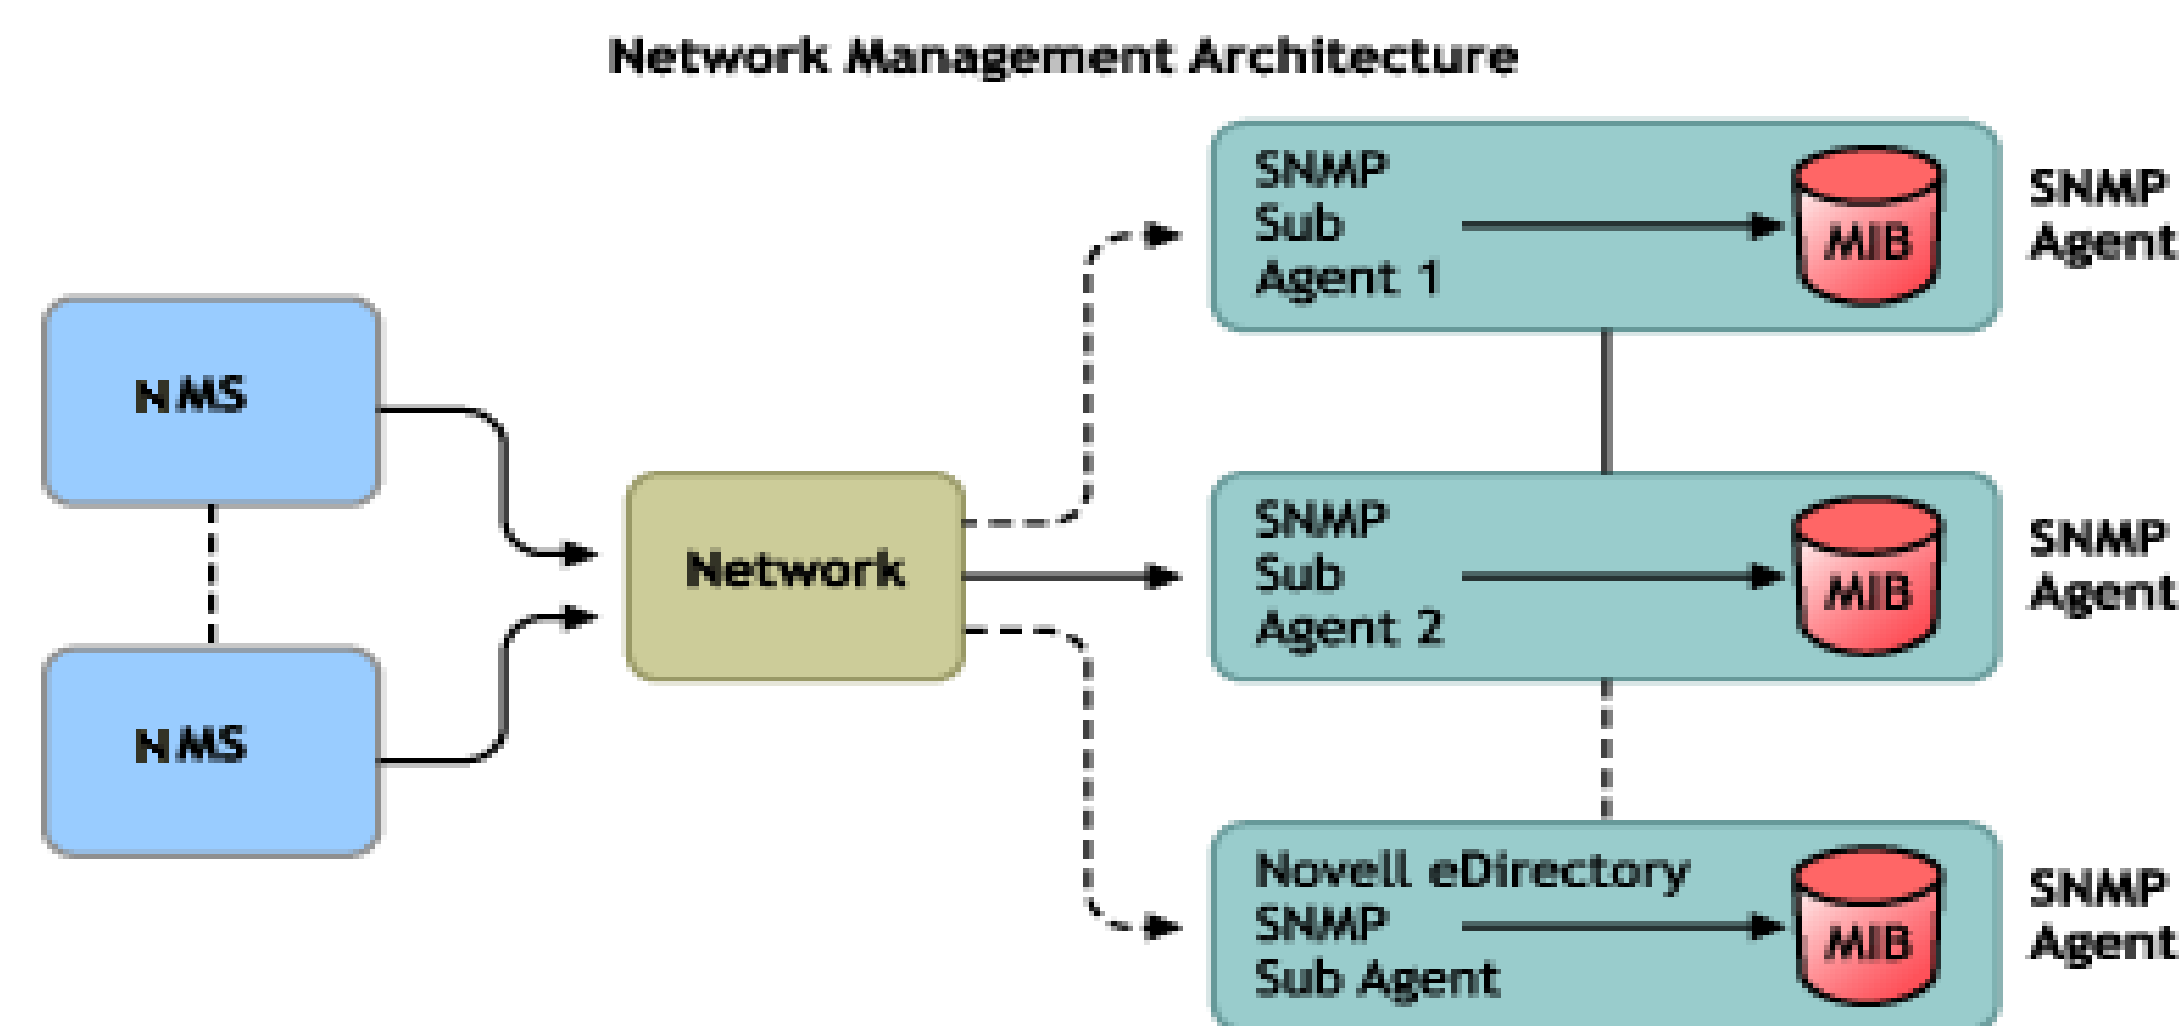 Network Management Architecture
SNMP
Sub
Agent 1
MIB
SNMP
Agent
NMS
Network
SNMP
Sub
Agent 2
MIB
SNMP
Agent
NMS
Novell eDirectory
SNMP
Sub Agent
MIB
SNMP
Agent